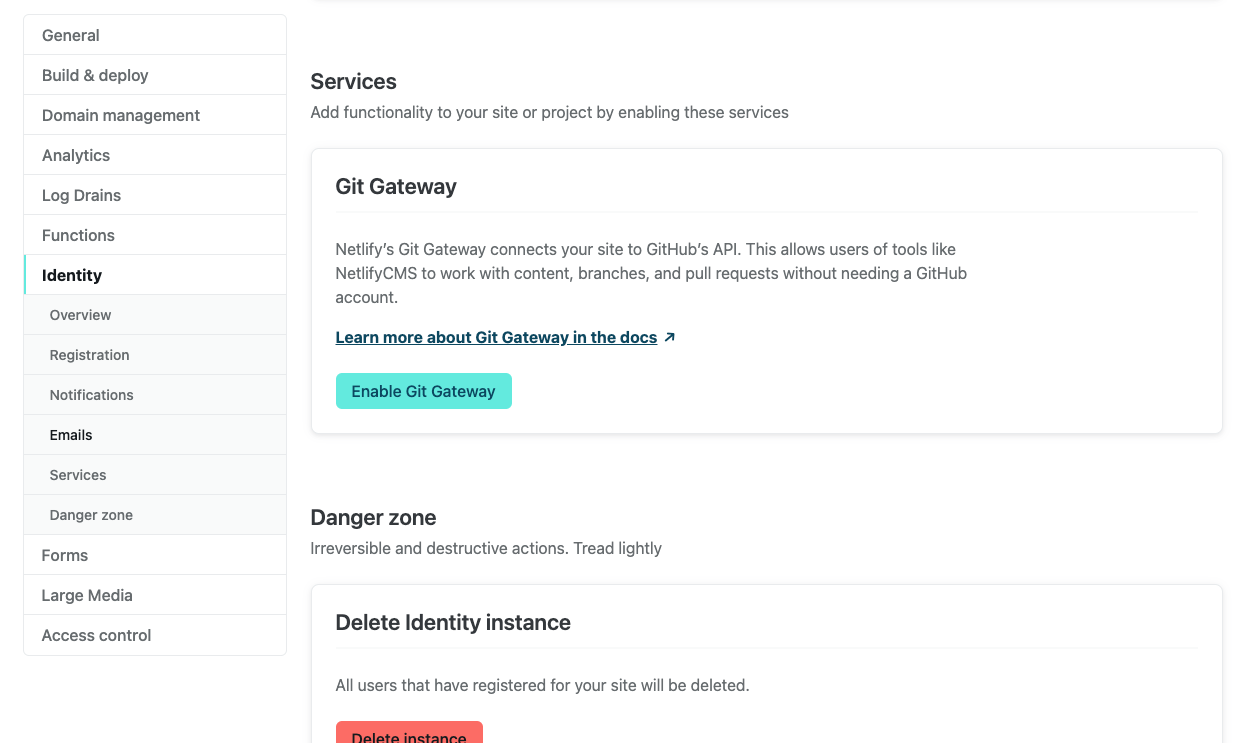 General
Build & deploy
Domain management
Analytics
Log Drains
Functions
Identity
Overview
Registration
Notifications
Emails
Services
Danger zone
Forms
Large Media
Access control
Services
Add functionality to your site or project by enabling these services
Git Gateway
Netlify’s Git Gateway connects your site to GitHub’s API. This allows users of tools like
NetlifyCMS to work with content, branches, and pull requests without needing a GitHub
account.
Learn more about Git Gateway in the docs ↗
Enable Git Gateway
Danger zone
Irreversible and destructive actions. Tread lightly
Delete Identity instance
All users that have registered for your site will be deleted.
Delete instance